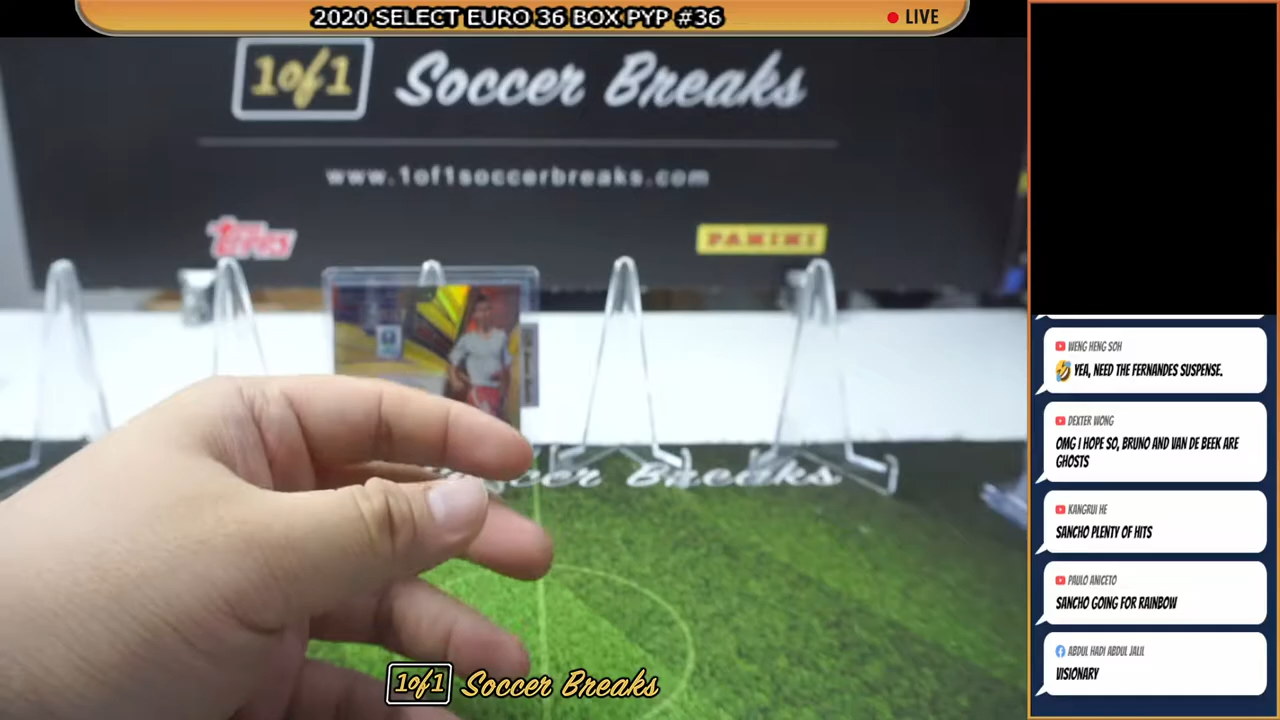 2020 SELECT EURO 36 BOX PYP #36
LIVE
1of1 Soccer Breaks
www.1of1soccerbreaks.com
Topps
PANINI
Soccer Breaks
1of1 Soccer Breaks
WENG HENG SOH
🤣 YEA, NEED THE FERNANDES SUSPENSE.
DEXTER WONG
OMG I HOPE SO, BRUNO AND VAN DE BEEK ARE
GHOSTS
KANGRUI HE
SANCHO PLENTY OF HITS
PAULO ANICETO
SANCHO GOING FOR RAINBOW
ABDUL HADI ABDUL JALIL
VISIONARY